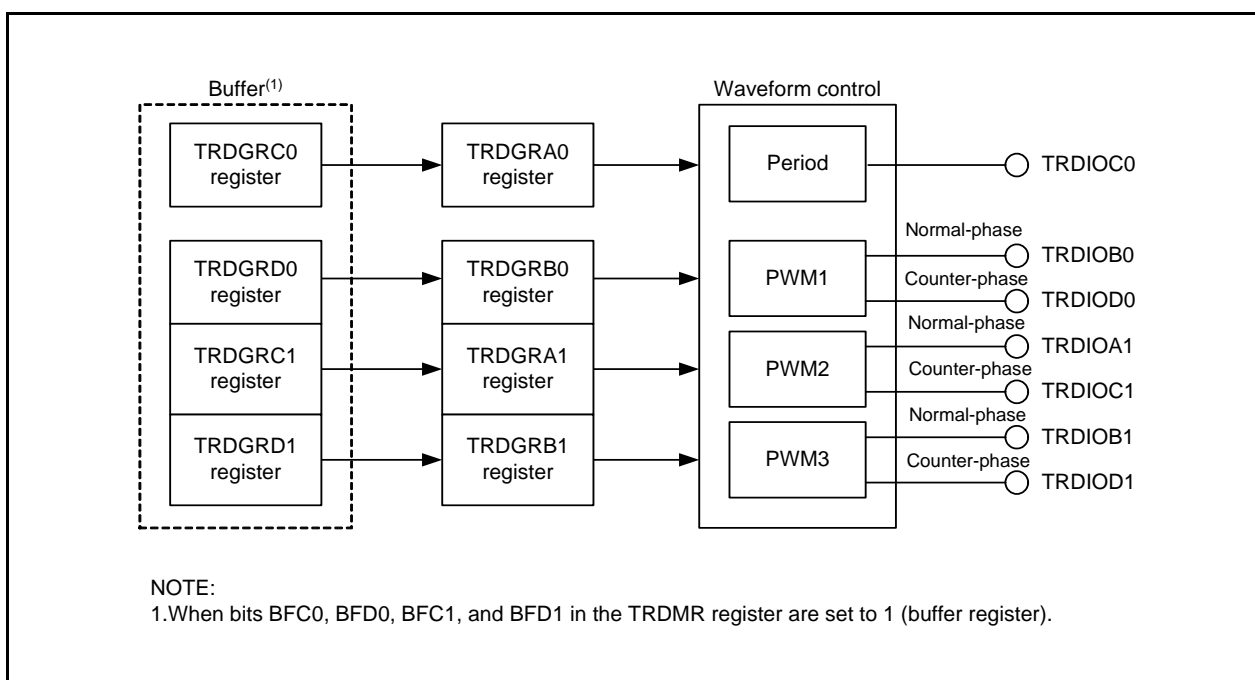 Buffer(1)
Waveform control
TRDGRC0
register
TRDGRA0
register
Period
TRDIOC0
TRDGRD0
register
TRDGRB0
register
PWM1
Normal-phase
TRDIOB0
Counter-phase
TRDIOD0
TRDGRC1
register
TRDGRA1
register
PWM2
Normal-phase
TRDIOA1
Counter-phase
TRDIOC1
TRDGRD1
register
TRDGRB1
register
PWM3
Normal-phase
TRDIOB1
Counter-phase
TRDIOD1
NOTE:
1.When bits BFC0, BFD0, BFC1, and BFD1 in the TRDMR register are set to 1 (buffer register).